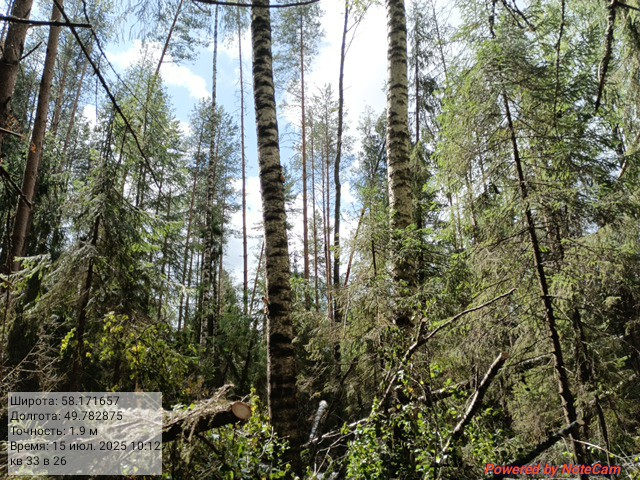 Широта: 58.171657
Долгота: 49.782875
Точность: 1,9 м
Время: 15 июл. 2025 10:12
кв 33 в 26
Powered by NoteCam